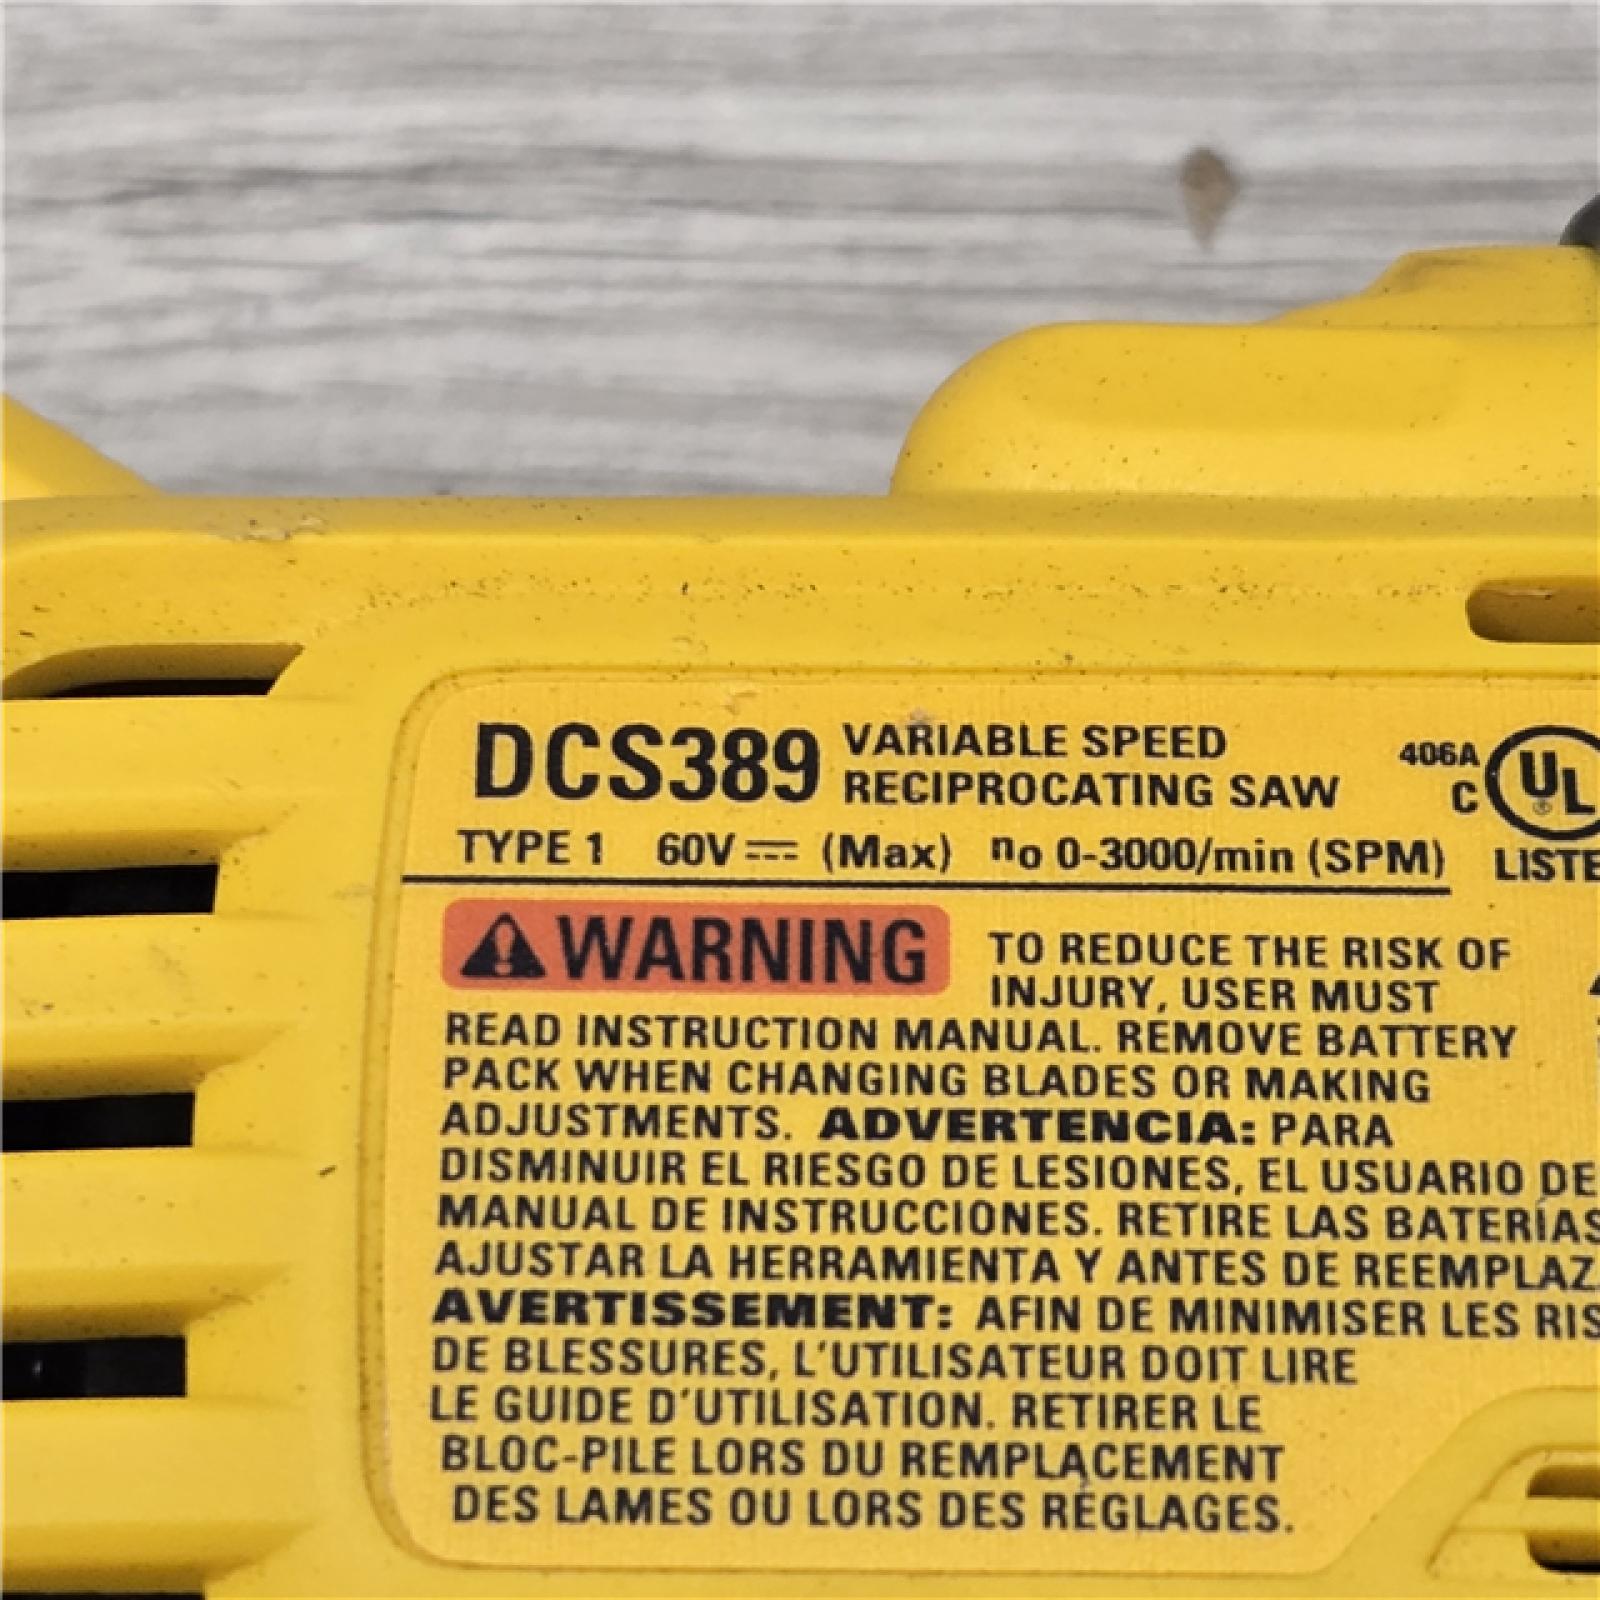 DCS389 VARIABLE SPEED
RECIPROCATING SAW
406A
C
UL
®
TYPE 1 60V (Max) no 0-3000/min (SPM)
WARNING TO REDUCE THE RISK OF
INJURY, USER MUST
READ INSTRUCTION MANUAL. REMOVE BATTERY
PACK WHEN CHANGING BLADES OR MAKING
ADJUSTMENTS. ADVERTENCIA: PARA
DISMINUIR EL RIESGO DE LESIONES, EL USUARIO DE
MANUAL DE INSTRUCCIONES. RETIRE LAS BATERÍAS
AJUSTAR LA HERRAMIENTA Y ANTES DE REEMPLAZ
AVERTISSEMENT: AFIN DE MINIMISER LES RIS
DE BLESSURES, L'UTILISATEUR DOIT LIRE
LE GUIDE D'UTILISATION. RETIRER LE
BLOC-PILE LORS DU REMPLACEMENT
DES LAMES OU LORS DES RÉGLAGES.